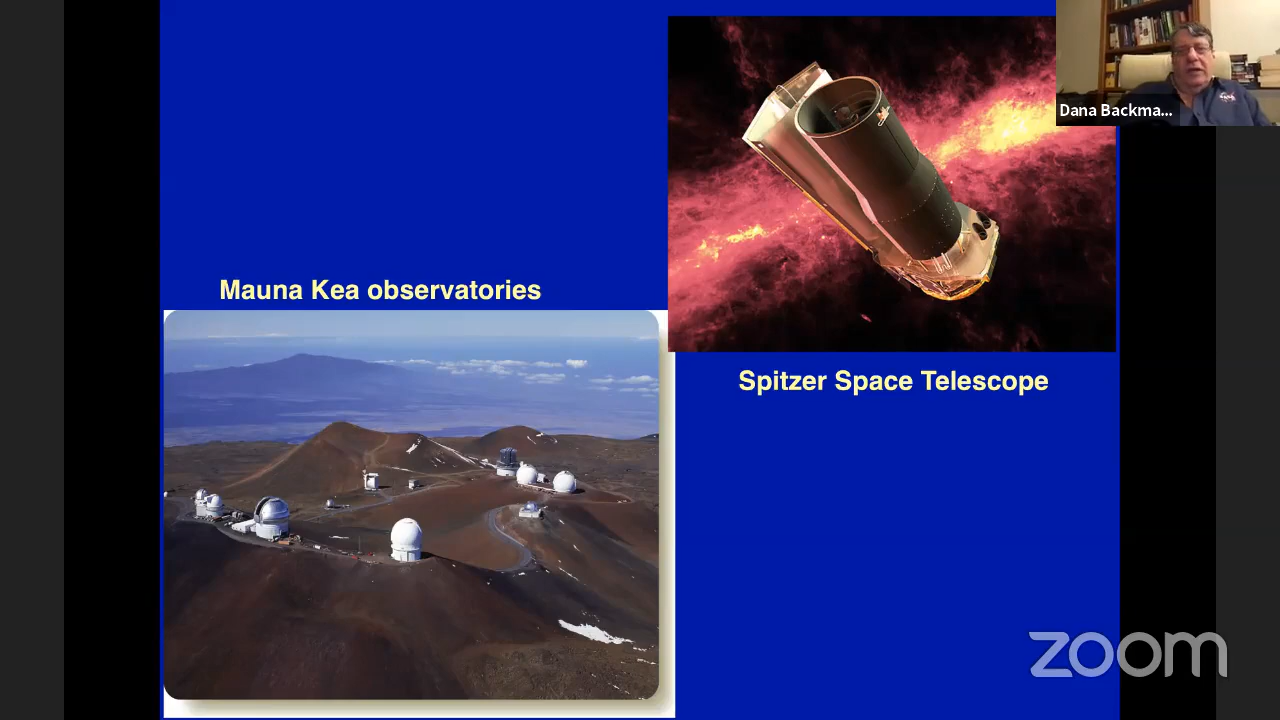 Dana Backma...
Mauna Kea observatories
Spitzer Space Telescope
zoom